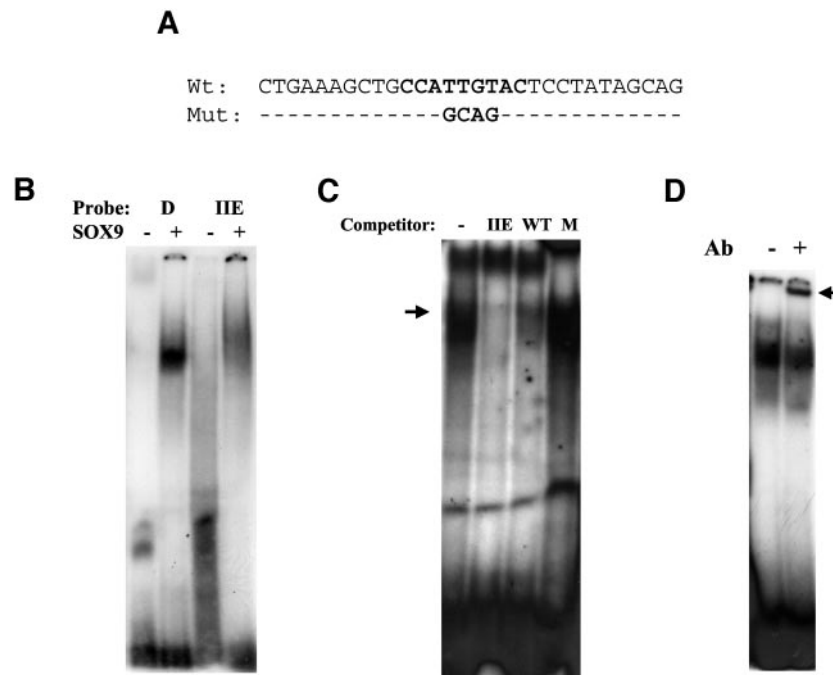 A
Wt: CTGAAAGCTGCCATTGTACTCCTATAGCAG
Mut: -------------GCAG-------------
B
Probe: D IIE
SOX9 - + - +
C
Competitor: - IIE WT M
D
Ab - +